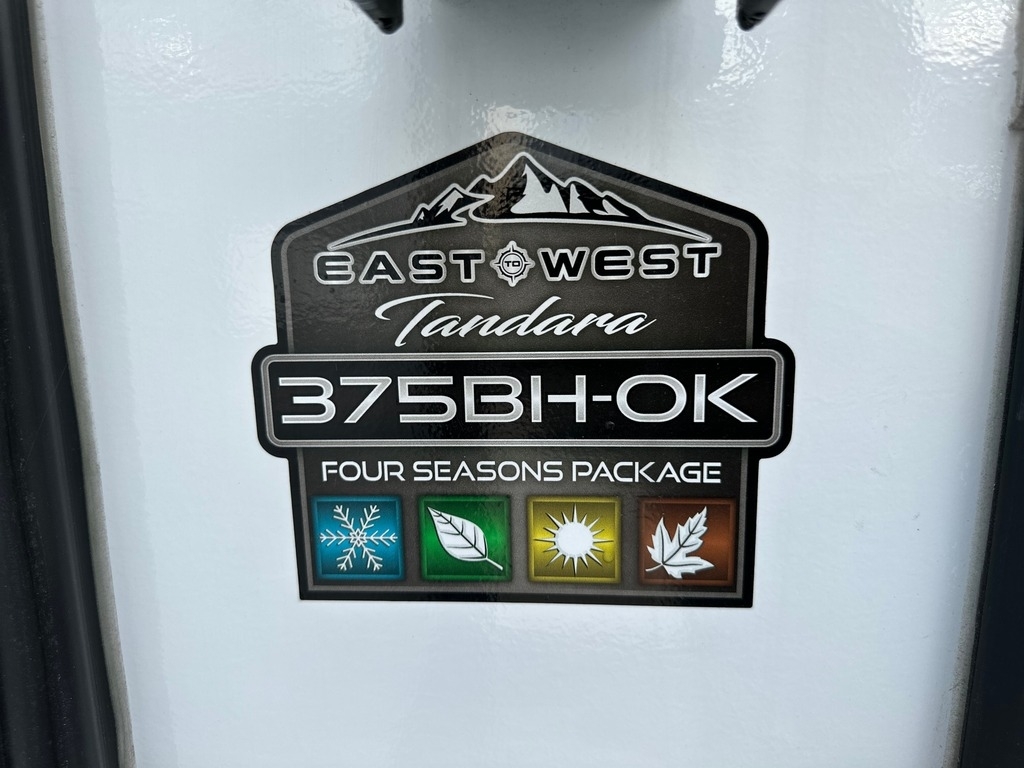 EAST TO WEST
Tandara
375BH-OK
FOUR SEASONS PACKAGE